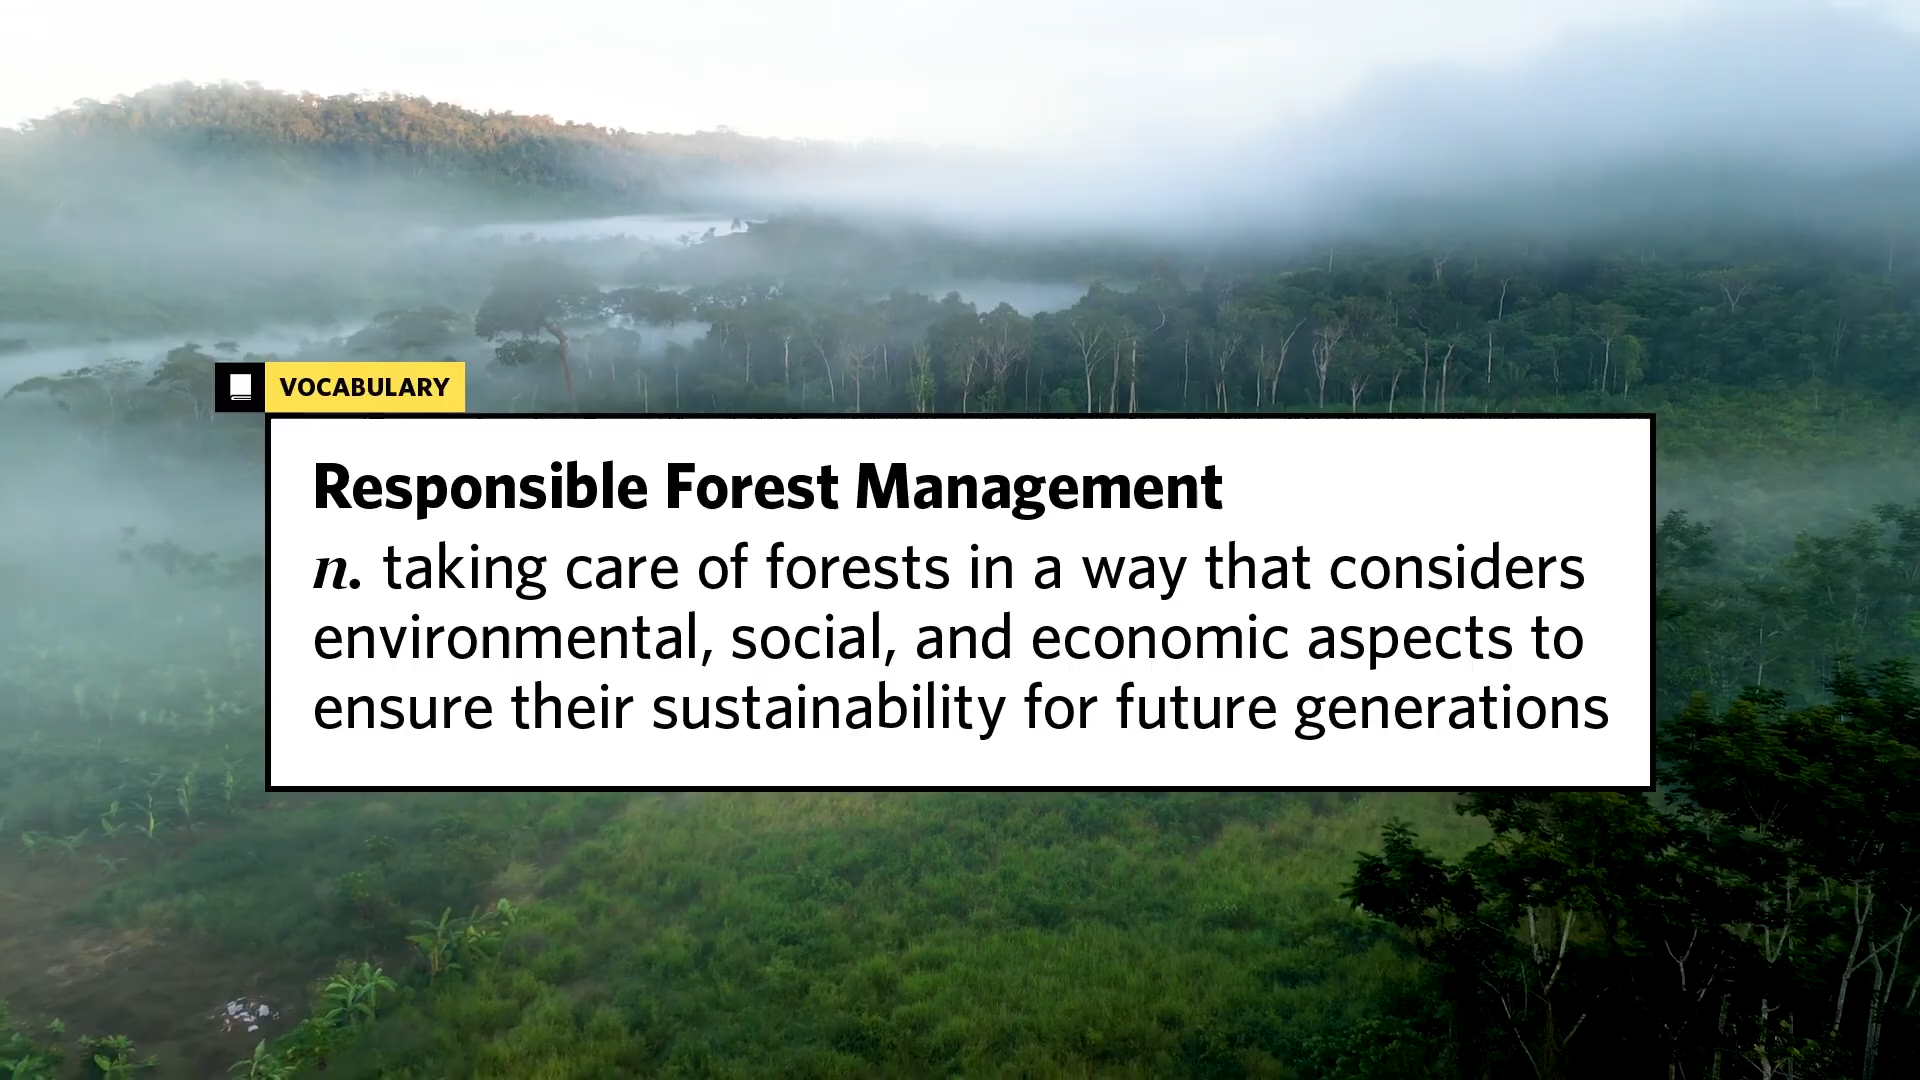 VOCABULARY
Responsible Forest Management
n. taking care of forests in a way that considers
environmental, social, and economic aspects to
ensure their sustainability for future generations